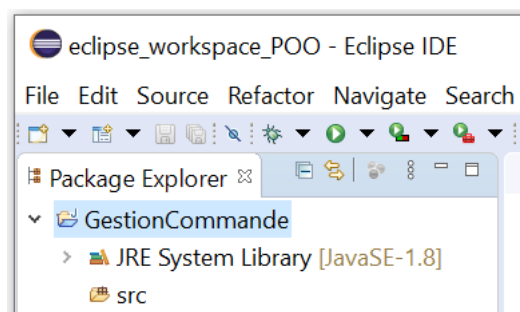 eclipse_workspace_POO - Eclipse IDE
File Edit Source Refactor Navigate Search
Package Explorer
GestionCommande
JRE System Library [JavaSE-1.8]
src